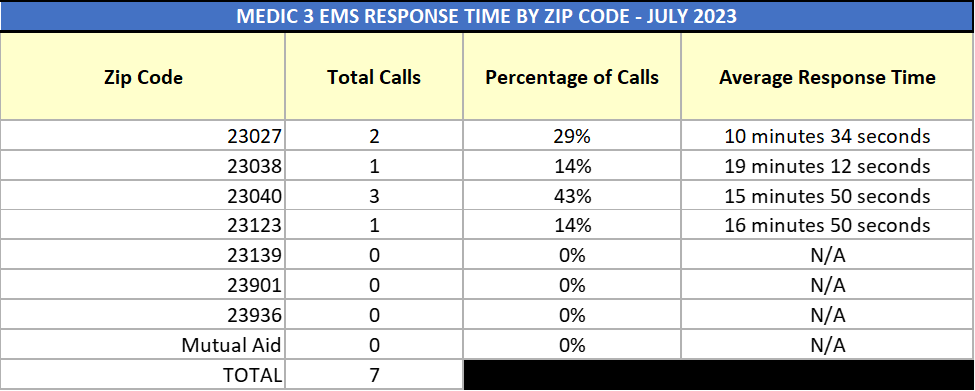 MEDIC 3 EMS RESPONSE TIME BY ZIP CODE - JULY 2023
Zip Code Total Calls Percentage of Calls Average Response Time
23027 2 29% 10 minutes 34 seconds
23038 1 14% 19 minutes 12 seconds
23040 3 43% 15 minutes 50 seconds
23123 1 14% 16 minutes 50 seconds
23139 0 0% N/A
23901 0 0% N/A
23936 0 0% N/A
Mutual Aid 0 0% N/A
TOTAL 7